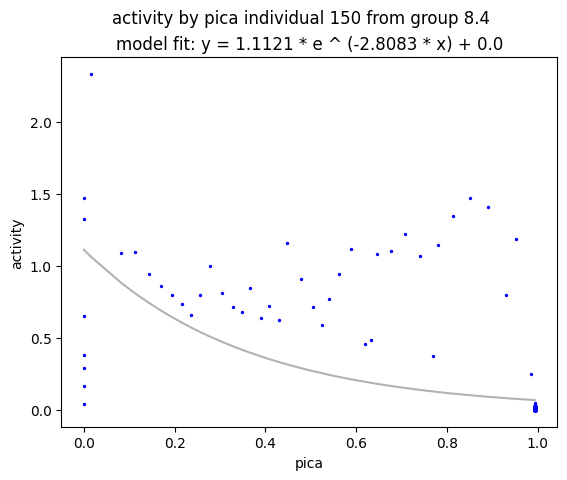 activity by pica individual 150 from group 8.4
model fit: y = 1.1121 * e ^ (-2.8083 * x) + 0.0
activity
2.0
1.5
1.0
0.5
0.0
0.0 0.2 0.4 0.6 0.8 1.0
pica